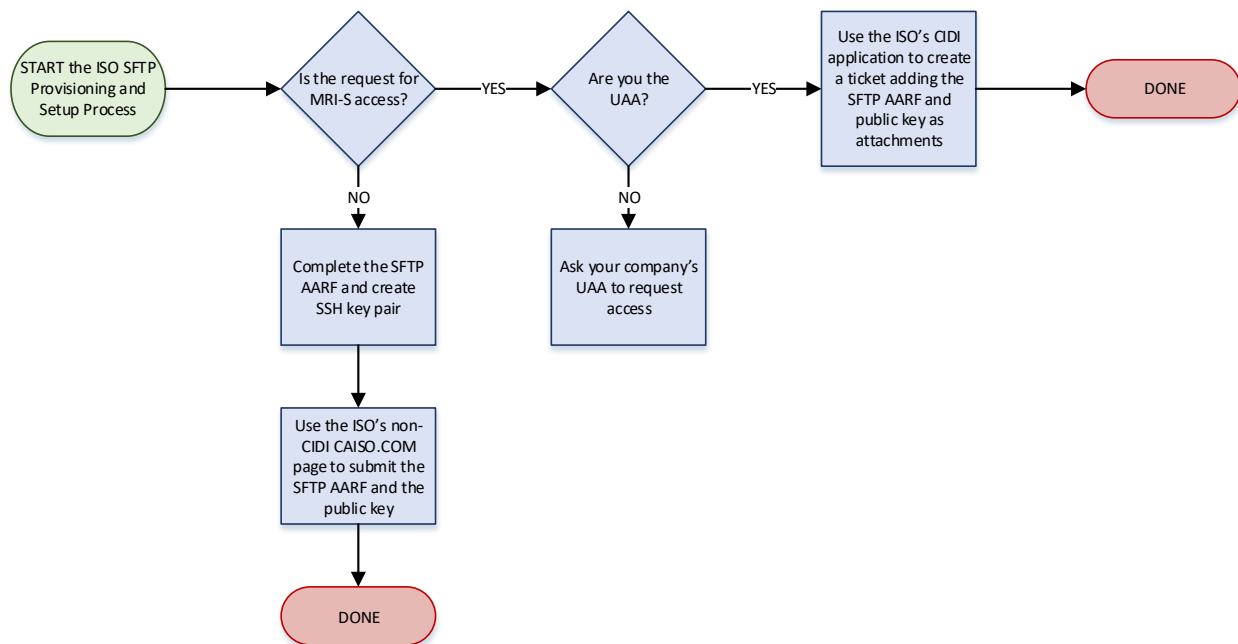 START the ISO SFTP
Provisioning and
Setup Process
Is the request for
MRI-S access?
YES
Are you the
UAA?
YES
Use the ISO’s CIDI
application to create
a ticket adding the
SFTP AARF and
public key as
attachments
DONE
NO
NO
Complete the SFTP
AARF and create
SSH key pair
Ask your company’s
UAA to request
access
Use the ISO’s non-
CIDI CAISO.COM
page to submit the
SFTP AARF and the
public key
DONE